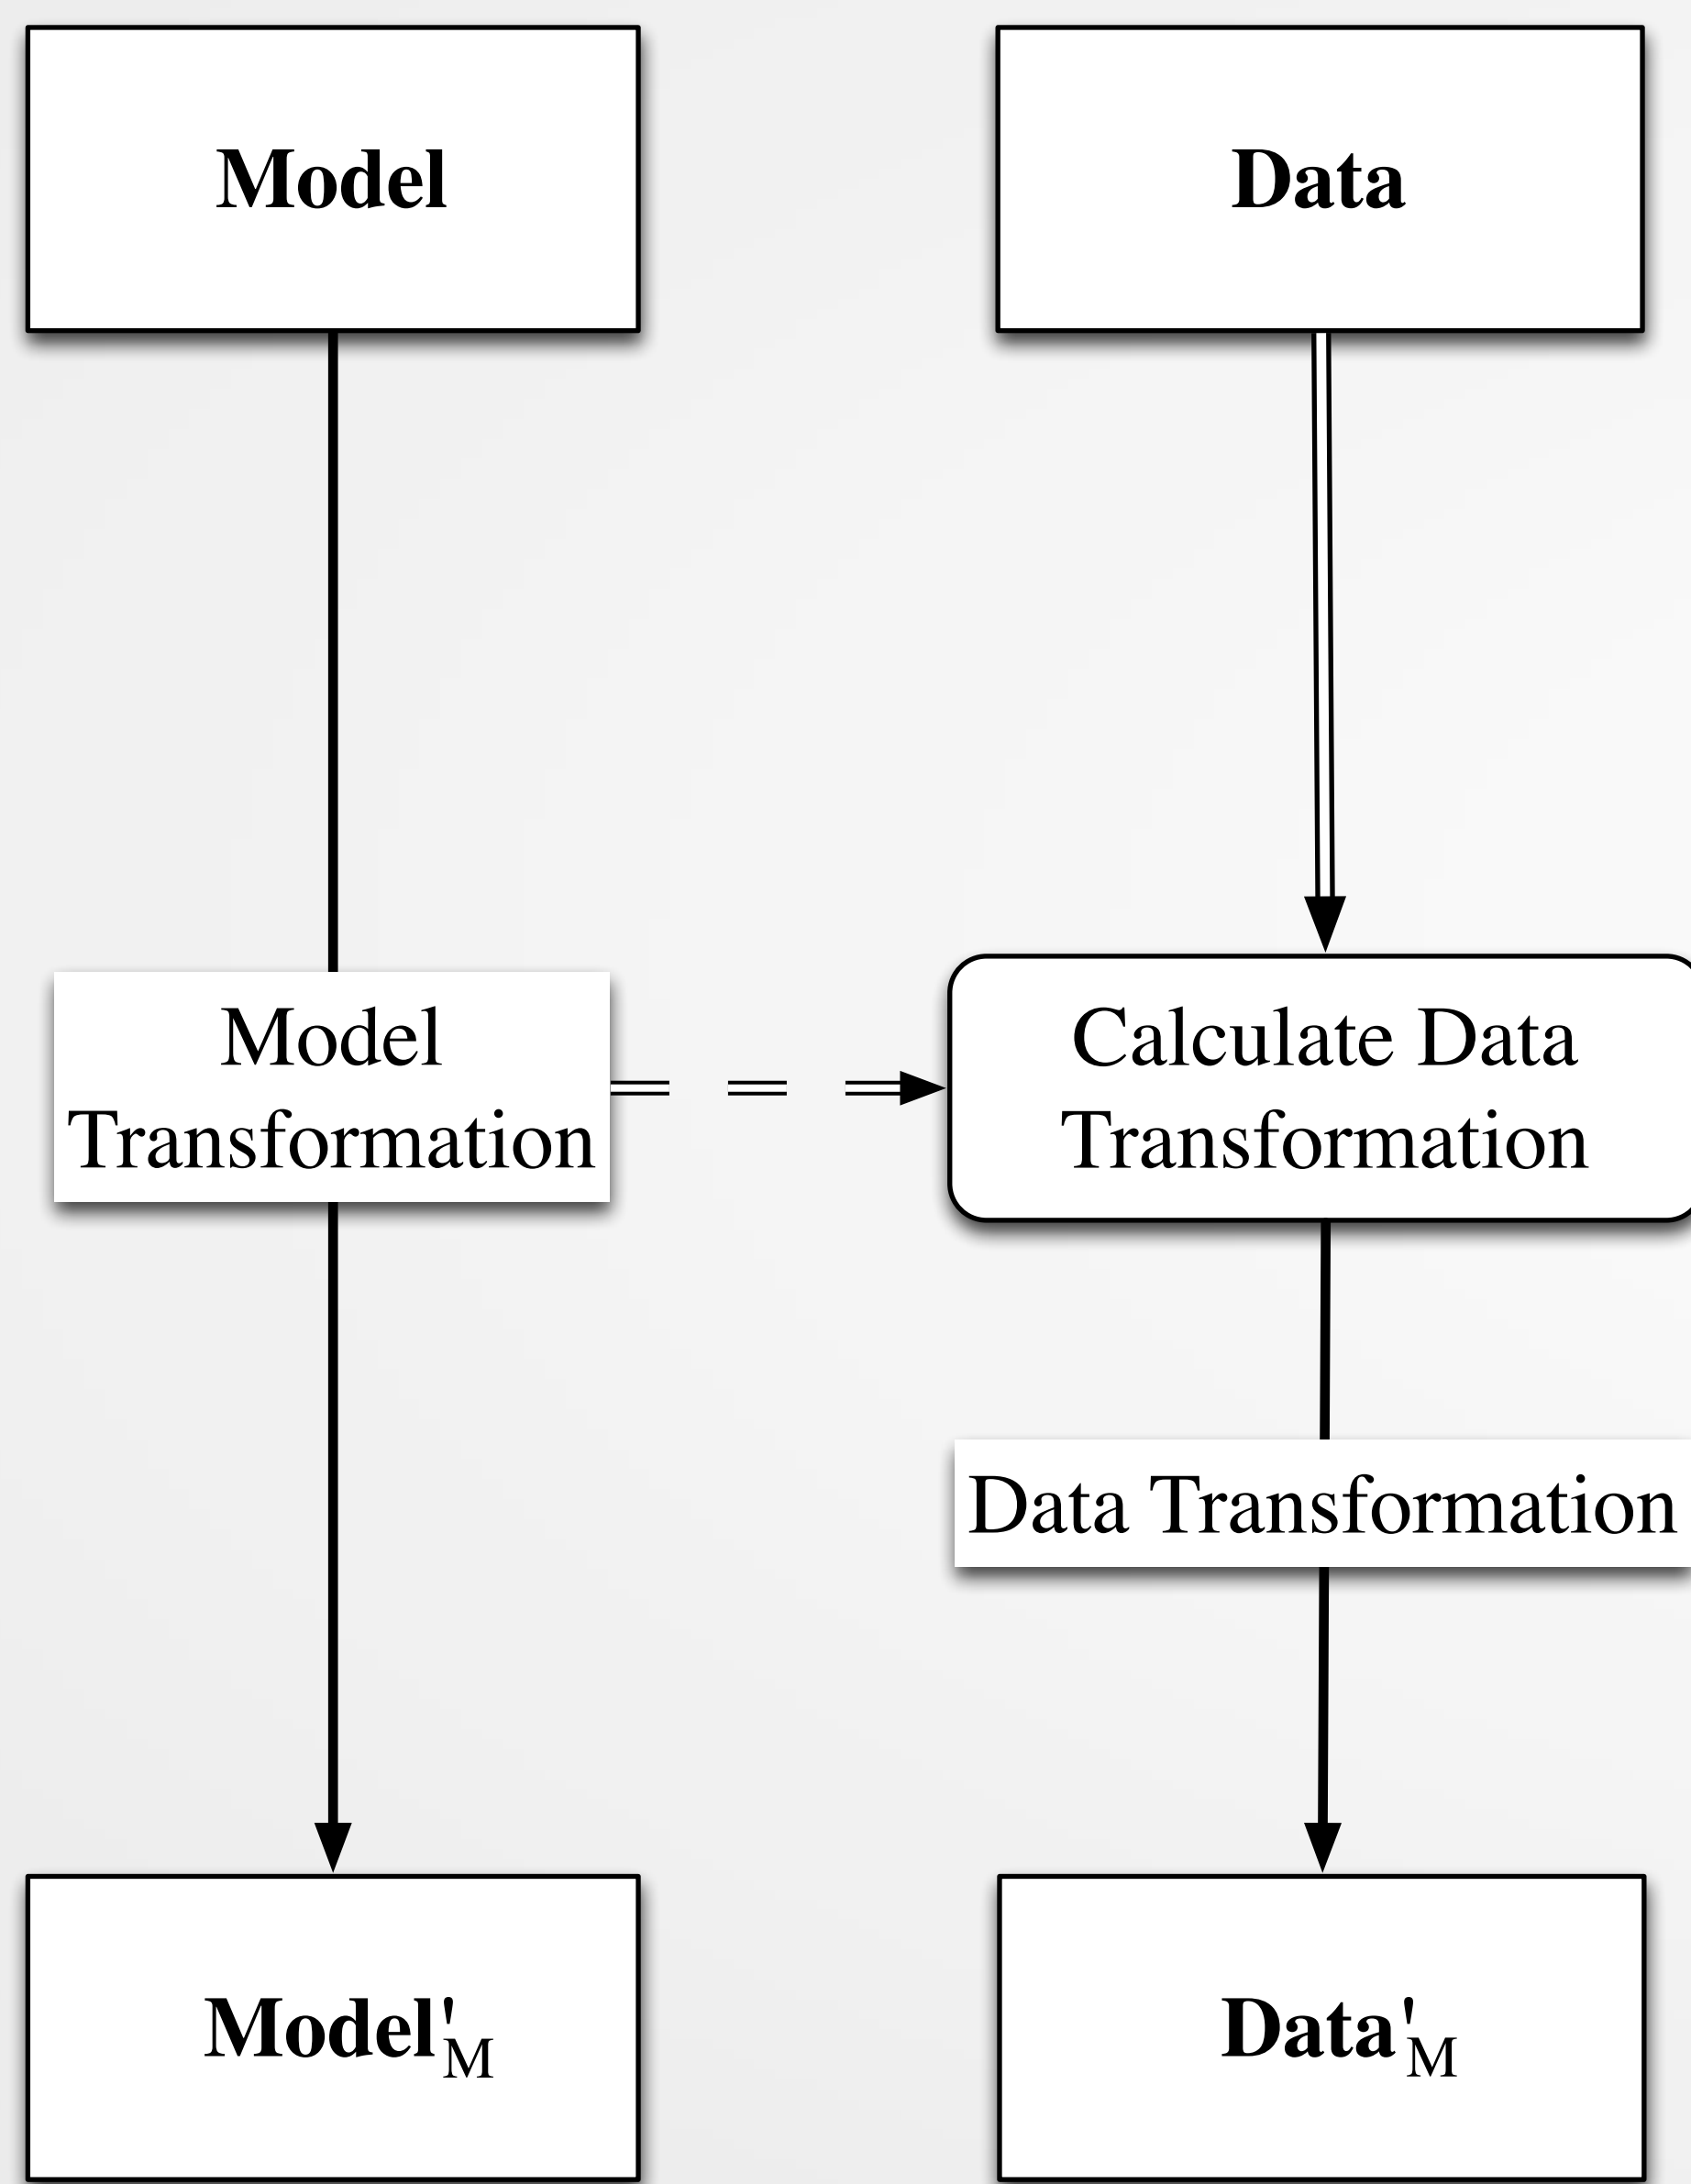 Model
Data
Model
Transformation
Calculate Data
Transformation
Data Transformation
Model'M
Data'M